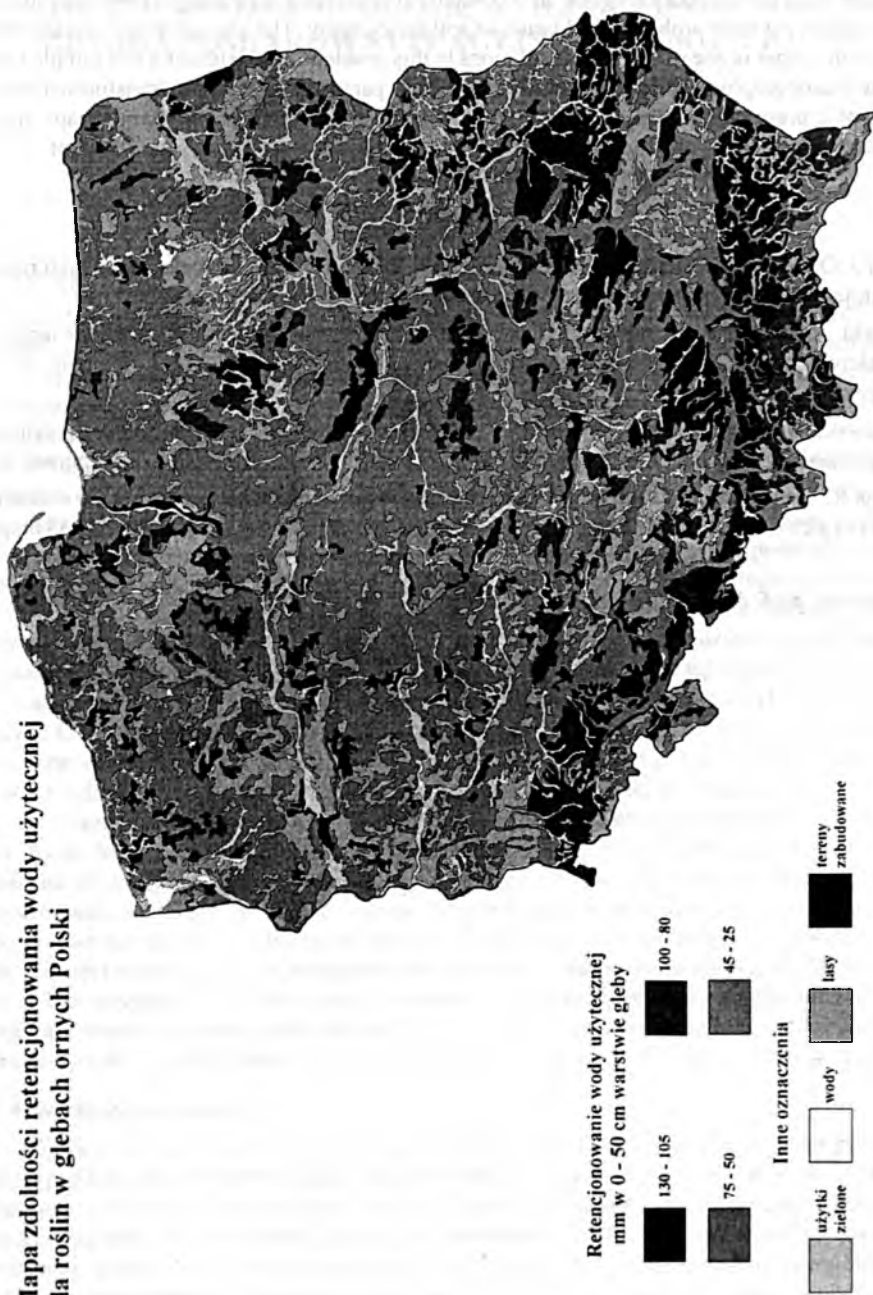 Mapa zdolności retencjonowania wody użytecznej
dla roślin w glebach ornych Polski
Retencjonowanie wody użytecznej
mm w 0 - 50 cm warstwie gleby
130 - 105
100 - 80
75 - 50
45 - 25
Inne oznaczenia
użytki
zielone
wody
lasy
tereny
zabudowane